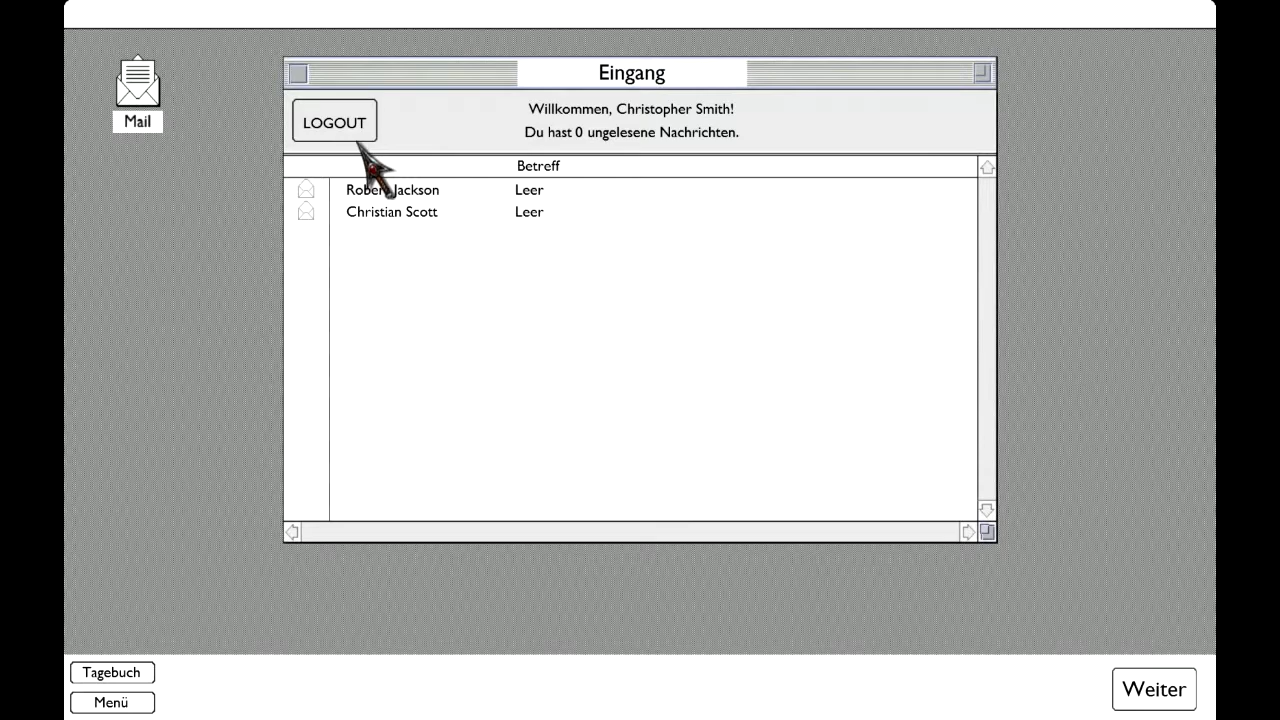 Eingang
Mail
LOGOUT
Willkommen, Christopher Smith!
Du hast 0 ungelesene Nachrichten.
Betreff
Robert Jackson Leer
Christian Scott Leer
Tagebuch
Menü
Weiter